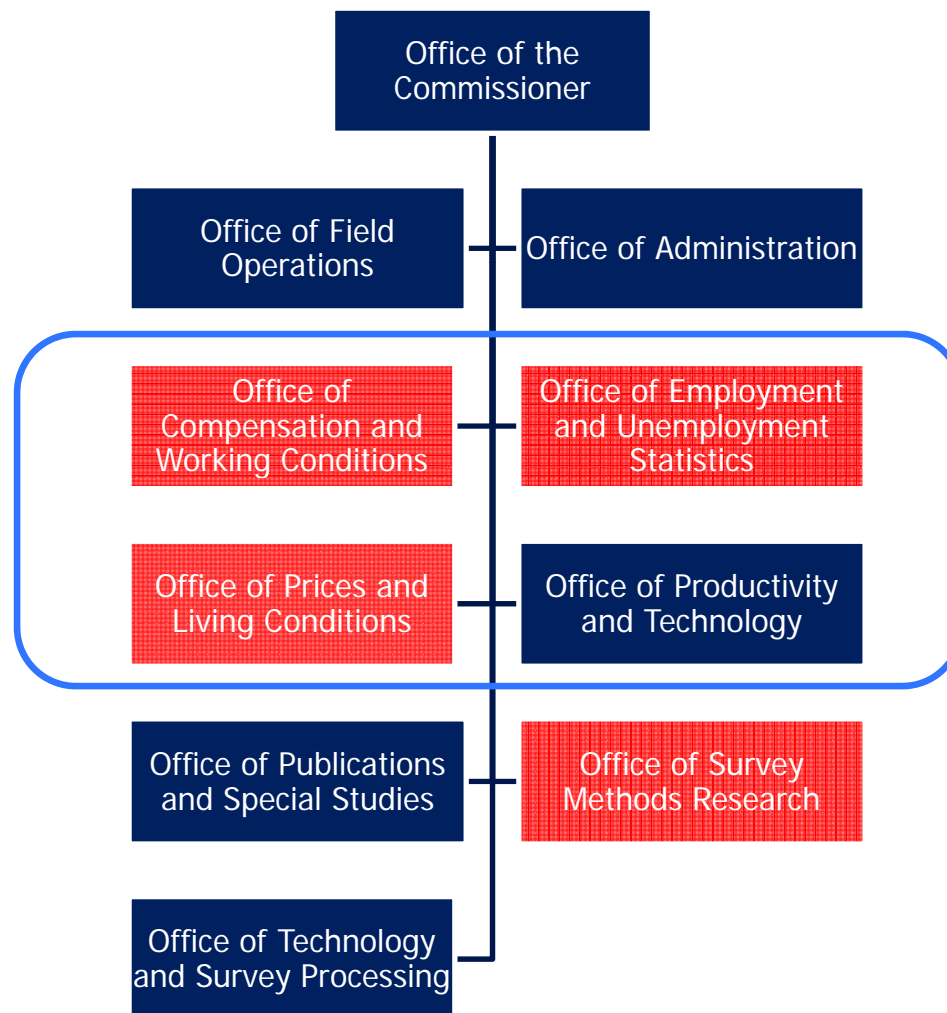 Office of the
Commissioner
Office of Field
Operations
Office of Administration
Office of
Compensation and
Working Conditions
Office of Employment
and Unemployment
Statistics
Office of Prices and
Living Conditions
Office of Productivity
and Technology
Office of Publications
and Special Studies
Office of Survey
Methods Research
Office of Technology
and Survey Processing